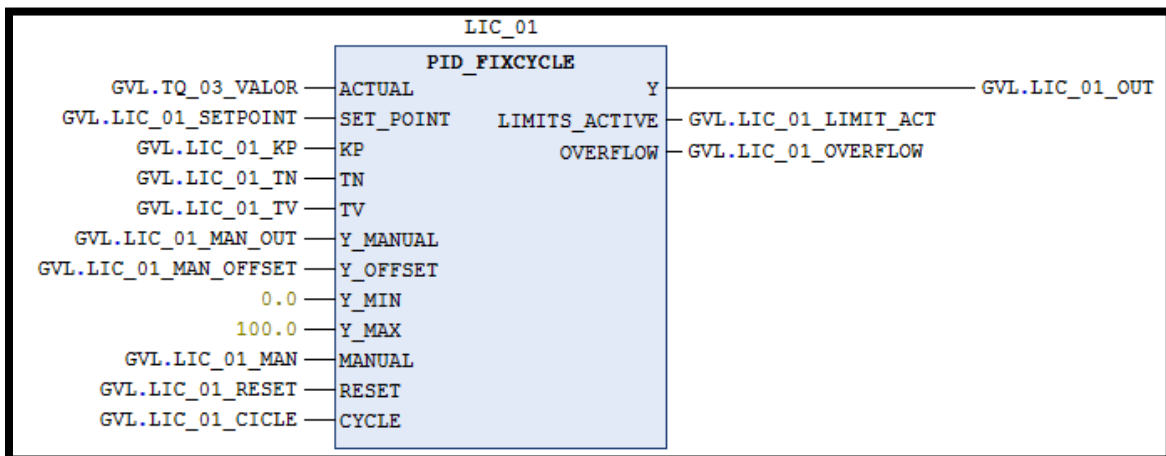 LIC_01
PID_FIXCYCLE
GVL.TQ_03_VALOR ACTUAL Y GVL.LIC_01_OUT
GVL.LIC_01_SETPOINT SET_POINT LIMITS_ACTIVE GVL.LIC_01_LIMIT_ACT
GVL.LIC_01_KP KP OVERFLOW GVL.LIC_01_OVERFLOW
GVL.LIC_01_TN TN
GVL.LIC_01_TV TV
GVL.LIC_01_MAN_OUT Y_MANUAL
GVL.LIC_01_MAN_OFFSET Y_OFFSET
0.0 Y_MIN
100.0 Y_MAX
GVL.LIC_01_MAN MANUAL
GVL.LIC_01_RESET RESET
GVL.LIC_01_CICLE CYCLE